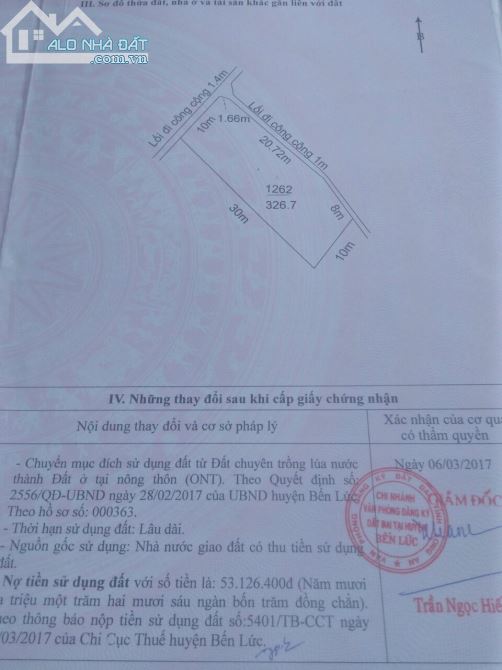 III. Sơ đồ thửa đất, nhà ở và tài sản khác gắn liền với đất
ALO NHÀ ĐẤT
.com.vn
B
Lối đi công cộng 1.4m
10m
1.66m
Lối đi công cộng 1m
20.72m
1262
326.7
8m
30m
10m
IV. Những thay đổi sau khi cấp giấy chứng nhận
Nội dung thay đổi và cơ sở pháp lý
Xác nhận của cơ qua
có thẩm quyền
- Chuyển mục đích sử dụng đất từ Đất chuyên trồng lúa nước
thành Đất ở tại nông thôn (ONT). Theo Quyết định số:
2556/QĐ-UBND ngày 28/02/2017 của UBND huyện Bến Lức.
Theo hồ sơ số: 000363.
- Thời hạn sử dụng đất: Lâu dài.
- Nguồn gốc sử dụng: Nhà nước giao đất có thu tiền sử dụng
đất.
Nợ tiền sử dụng đất với số tiền là: 53.126.400đ (Năm mươi
a triệu một trăm hai mươi sáu ngàn bốn trăm đồng chẵn).
heo thông báo nộp tiền sử dụng đất số:5401/TB-CCT ngày
/03/2017 của Chi Cục Thuế huyện Bến Lức.
Ngày 06/03/2017
GIÁM ĐỐC
CHI NHÁNH
VĂN PHÒNG ĐĂNG KÝ
ĐẤT ĐAI TẠI HUYỆN
BẾN LỨC
Trần Ngọc Hiế